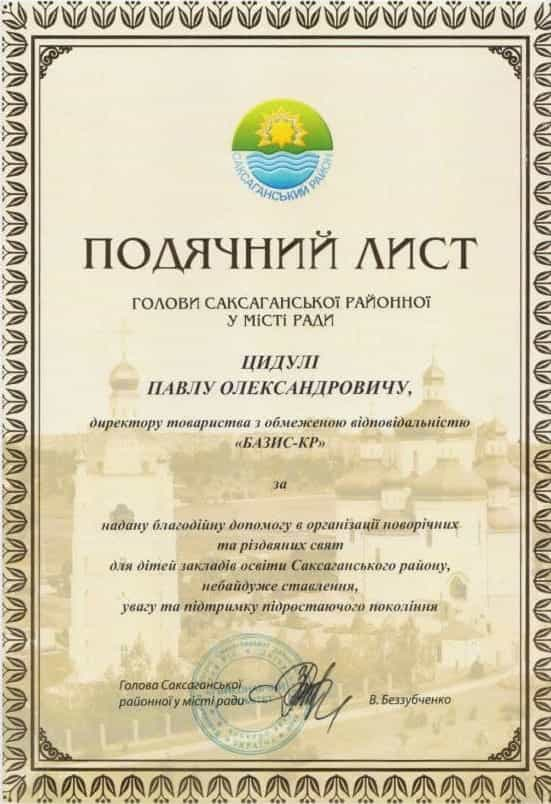 САКСАГАНСЬКИЙ РАЙОН
ПОДЯЧНИЙ ЛИСТ
ГОЛОВИ САКСАГАНСЬКОЇ РАЙОННОЇ
У МІСТІ РАДИ
ЦИДУЛІ
ПАВЛУ ОЛЕКСАНДРОВИЧУ,
директору товариства з обмеженою відповідальністю
«БАЗИС-КР»
за
надану благодійну допомогу в організації новорічних
та різдвяних свят
для дітей закладів освіти Саксаганського району,
небайдуже ставлення,
увагу та підтримку підростаючого покоління
Голова Саксаганської
районної у місті ради
В. Беззубченко